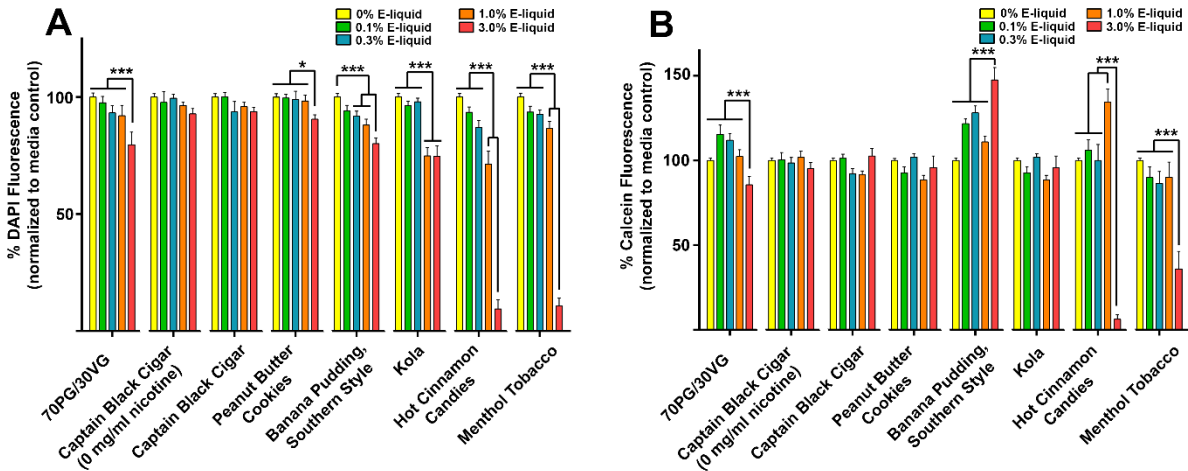 A
0% E-liquid
0.1% E-liquid
0.3% E-liquid
1.0% E-liquid
3.0% E-liquid
% DAPI Fluorescence
(normalized to media control)
100
50
***
*
***
***
***
***
70PG/30VG
Captain Black Cigar
(0 mg/ml nicotine)
Captain Black Cigar
Peanut Butter
Cookies
Banana Pudding,
Southern Style
Kola
Hot Cinnamon
Candies
Menthol Tobacco
B
0% E-liquid
0.1% E-liquid
0.3% E-liquid
1.0% E-liquid
3.0% E-liquid
% Calcein Fluorescence
(normalized to media control)
150
100
50
***
***
***
***
70PG/30VG
Captain Black Cigar
(0 mg/ml nicotine)
Captain Black Cigar
Peanut Butter
Cookies
Banana Pudding,
Southern Style
Kola
Hot Cinnamon
Candies
Menthol Tobacco